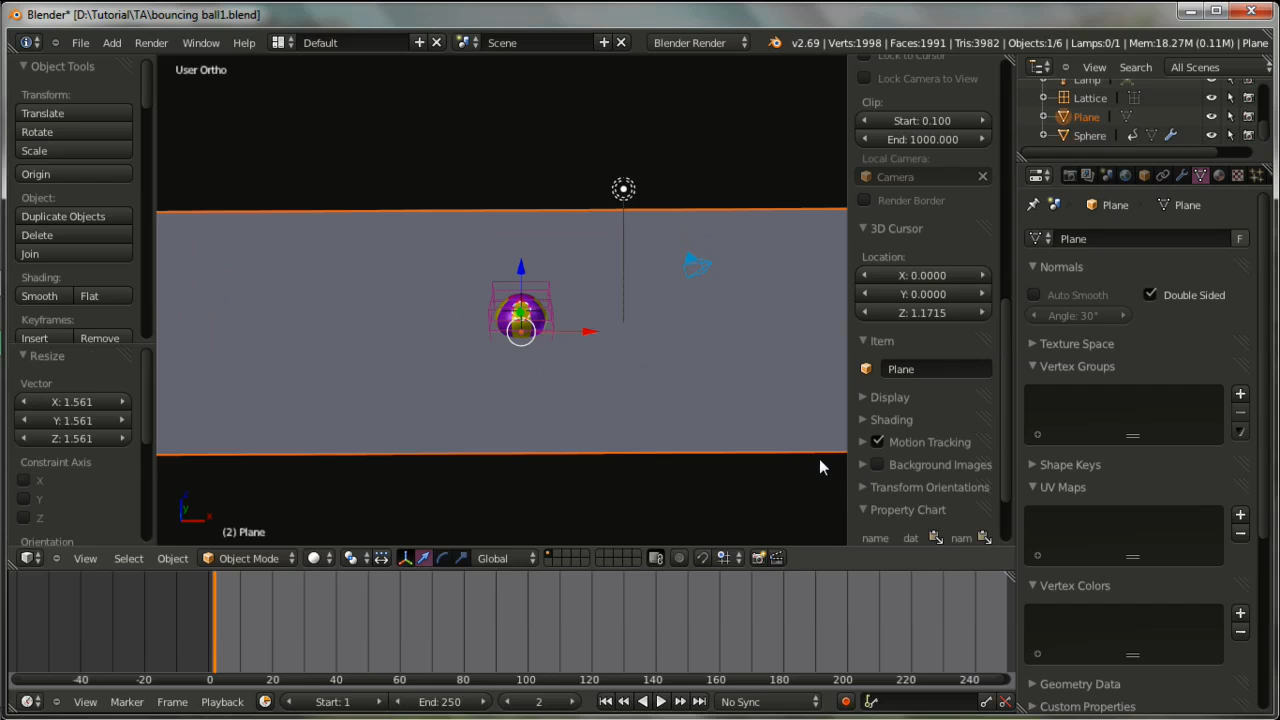 Blender* [D:\Tutorial\TA\bouncing ball1.blend]
File Add Render Window Help Default Scene Blender Render v2.69 | Verts:1998 | Faces:1991 | Tris:3982 | Objects:1/6 | Lamps:0/1 | Mem:18.27M (0.11M) | Plane
Object Tools
Transform:
Translate
Rotate
Scale
Origin
Object:
Duplicate Objects
Delete
Join
Shading:
Smooth Flat
Keyframes:
Insert Remove
Resize
Vector
X: 1.561
Y: 1.561
Z: 1.561
Constraint Axis
X
Y
Z
Orientation
User Ortho
z
y
x
(2) Plane
Lock to Cursor
Lock Camera to View
Clip:
Start: 0.100
End: 1000.000
Local Camera:
Camera
Render Border
3D Cursor
Location:
X: 0.0000
Y: 0.0000
Z: 1.1715
Item
Plane
Display
Shading
Motion Tracking
Background Images
Transform Orientations
Property Chart
name dat nam
View Search All Scenes
Lamp
Lattice
Plane
Sphere
Plane Plane
Plane F
Normals
Auto Smooth Double Sided
Angle: 30°
Texture Space
Vertex Groups
Shape Keys
UV Maps
Vertex Colors
Geometry Data
Custom Properties
View Select Object Object Mode Global
-40 -20 0 20 40 60 80 100 120 140 160 180 200 220 240
View Marker Frame Playback Start: 1 End: 250 2 No Sync